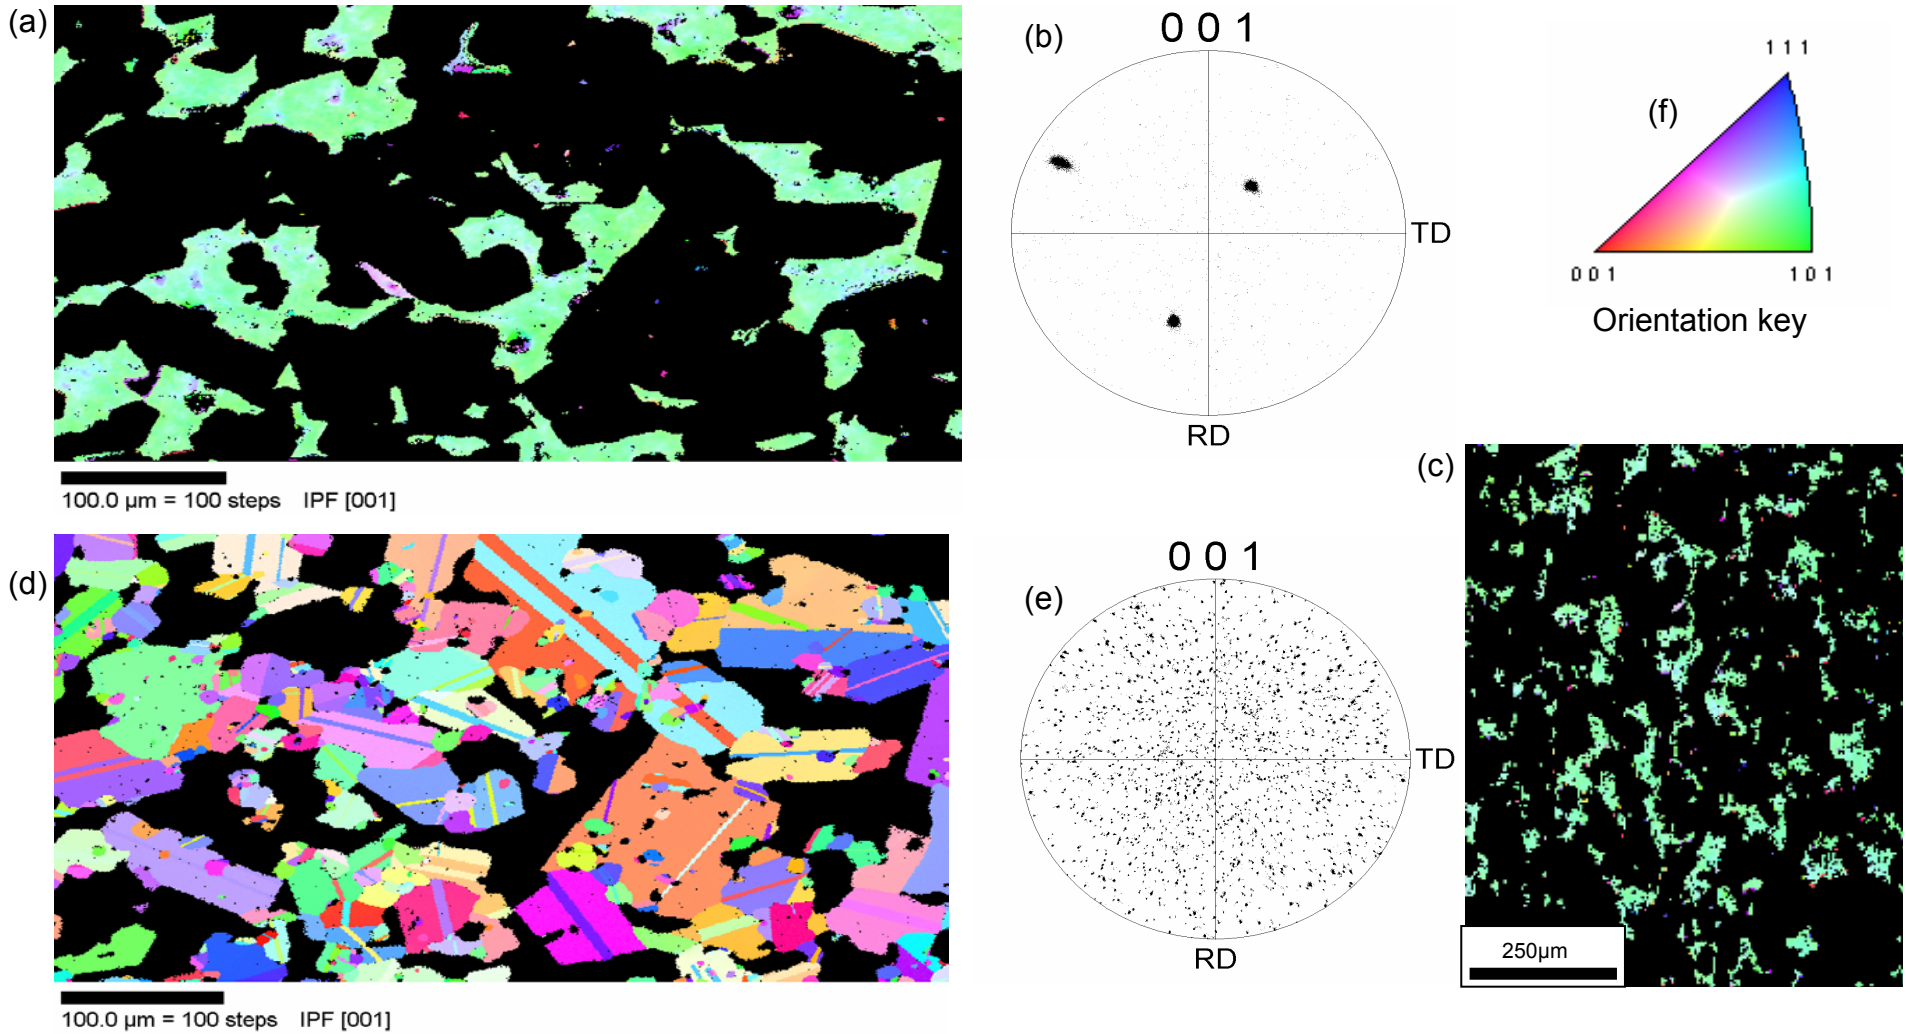 (a)
100.0 µm = 100 steps IPF [001]
(b)
0 0 1
TD
RD
(f)
1 1 1
0 0 1
1 0 1
Orientation key
(c)
250µm
(d)
100.0 µm = 100 steps IPF [001]
(e)
0 0 1
TD
RD